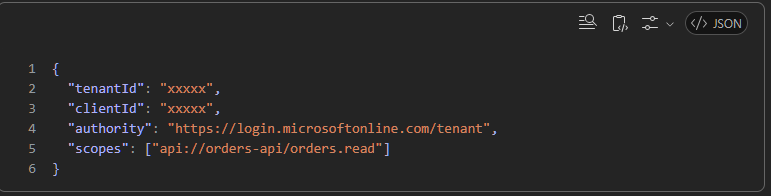 </> JSON
1 {
2 "tenantId": "xxxxx",
3 "clientId": "xxxxx",
4 "authority": "https://login.microsoftonline.com/tenant",
5 "scopes": ["api://orders-api/orders.read"]
6 }